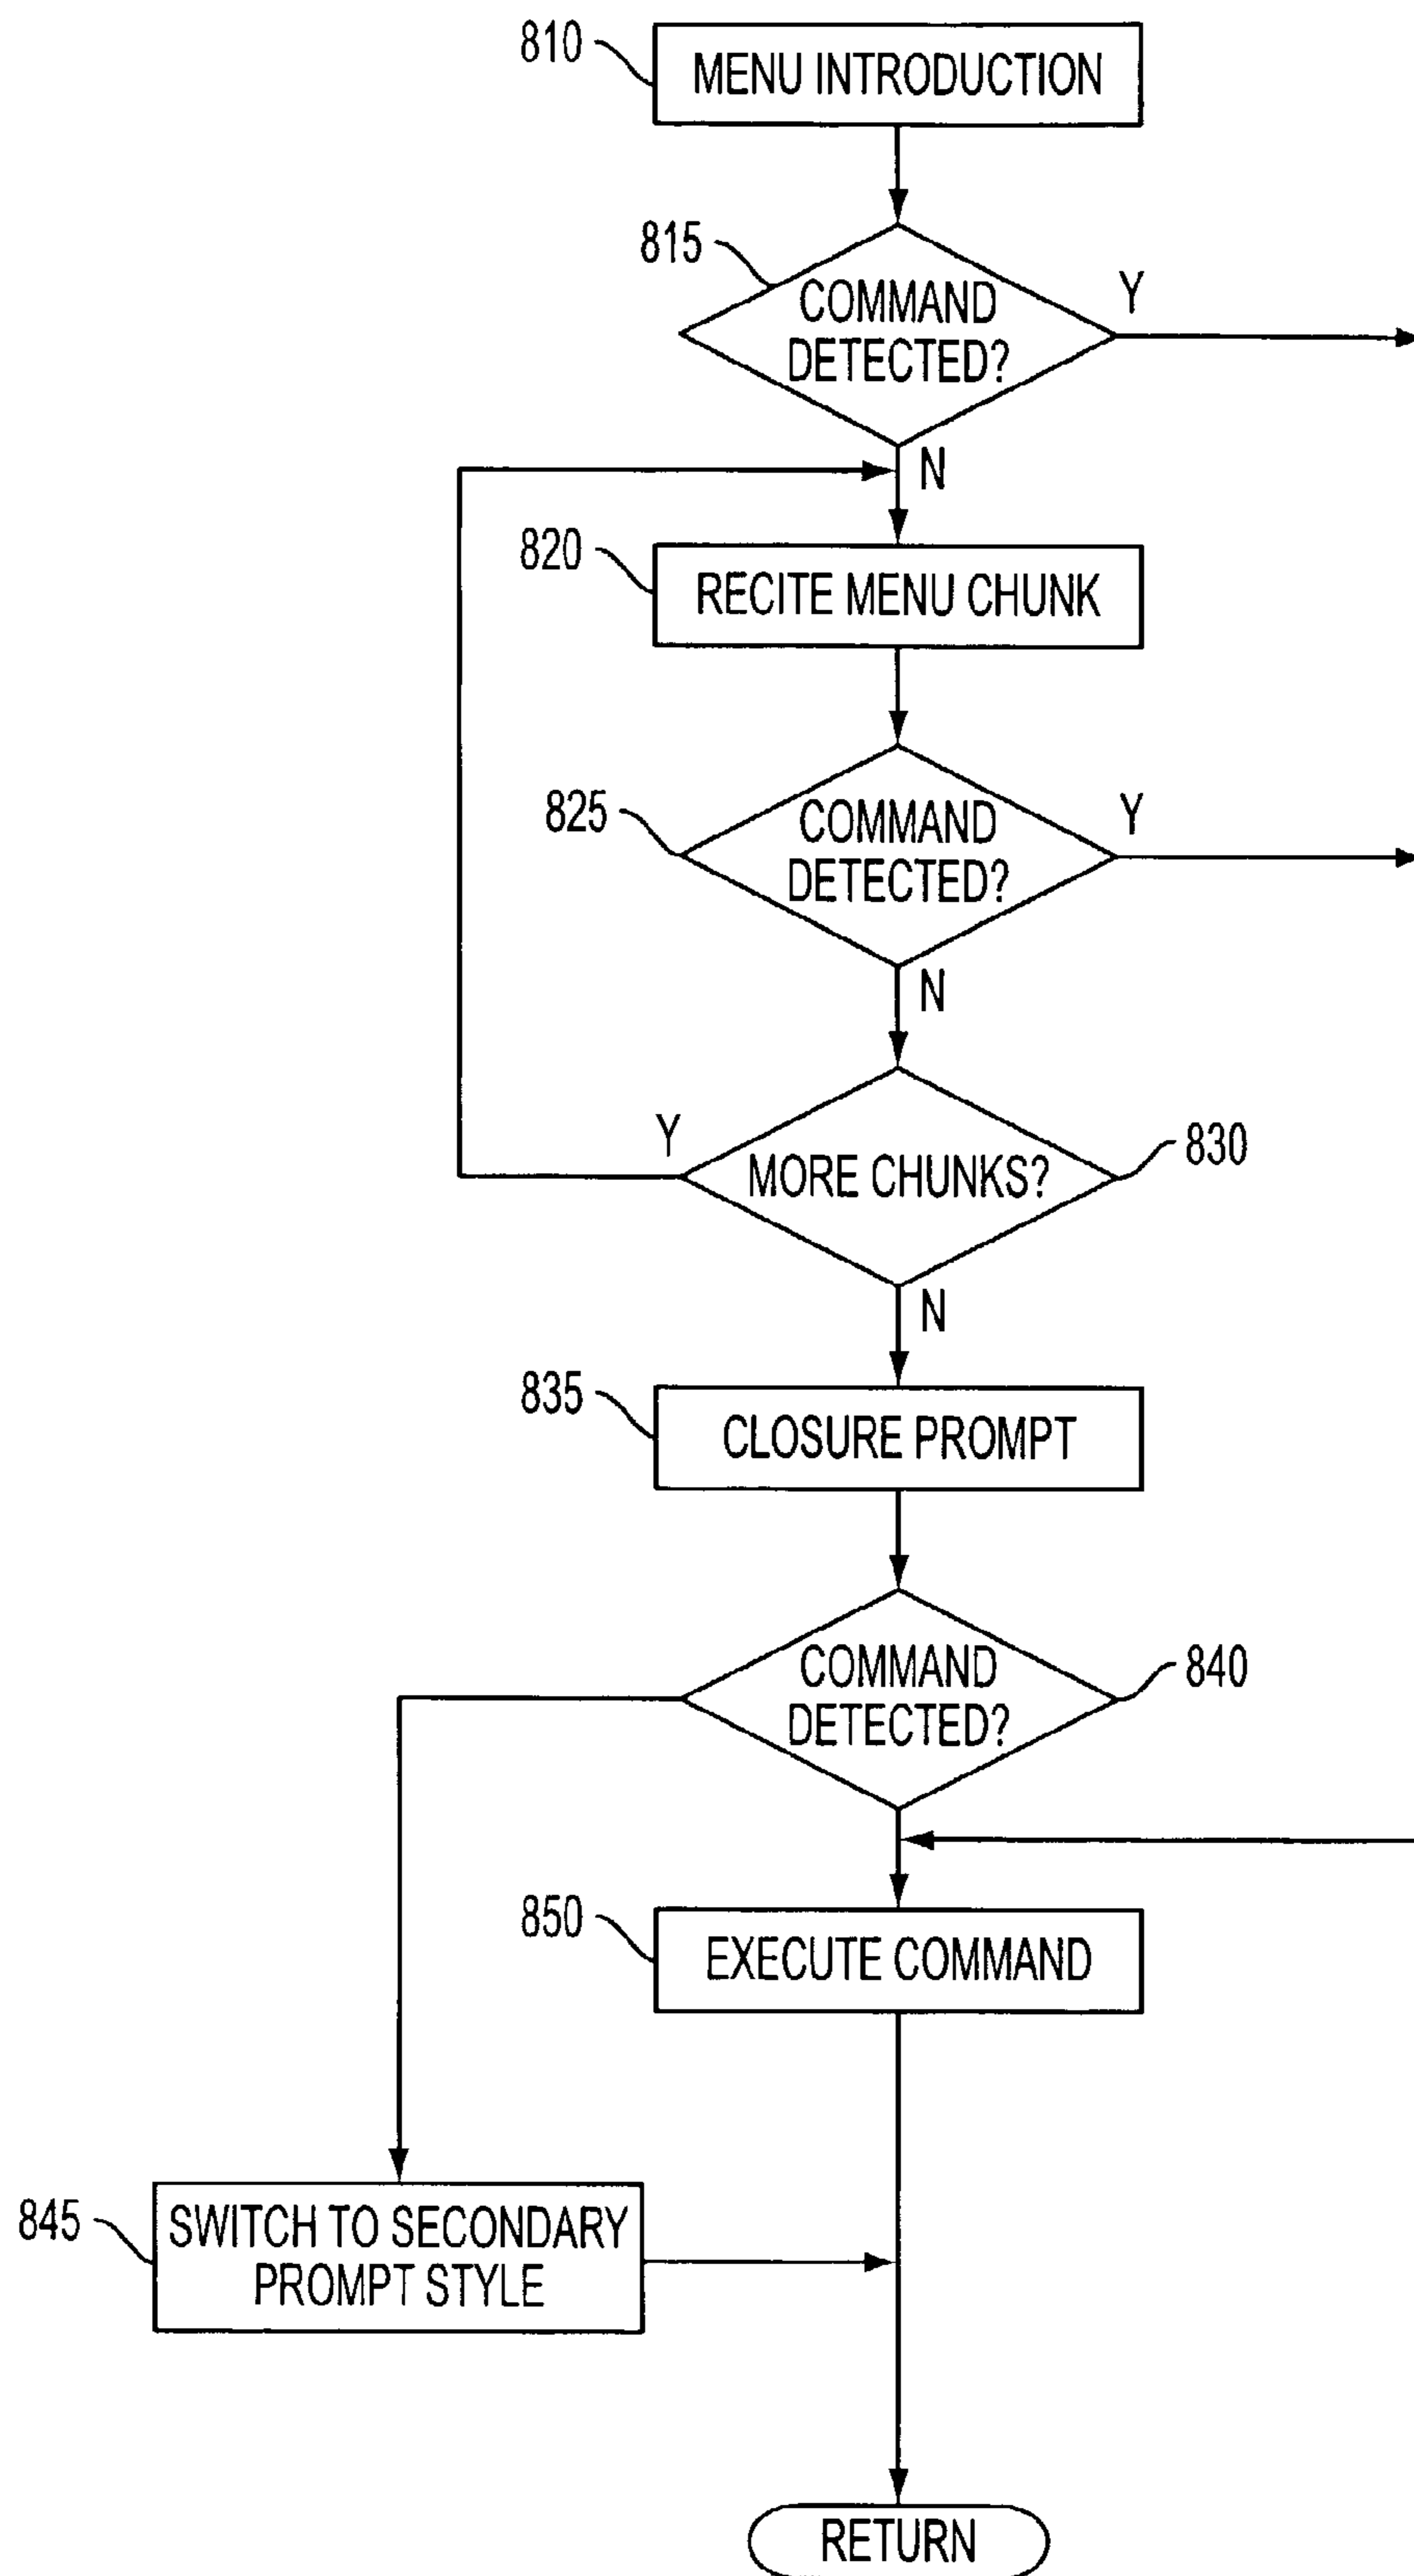 810
MENU INTRODUCTION
815
COMMAND
DETECTED?
Y
N
820
RECITE MENU CHUNK
825
COMMAND
DETECTED?
Y
N
Y
MORE CHUNKS?
830
N
835
CLOSURE PROMPT
COMMAND
DETECTED?
840
850
EXECUTE COMMAND
845
SWITCH TO SECONDARY
PROMPT STYLE
RETURN